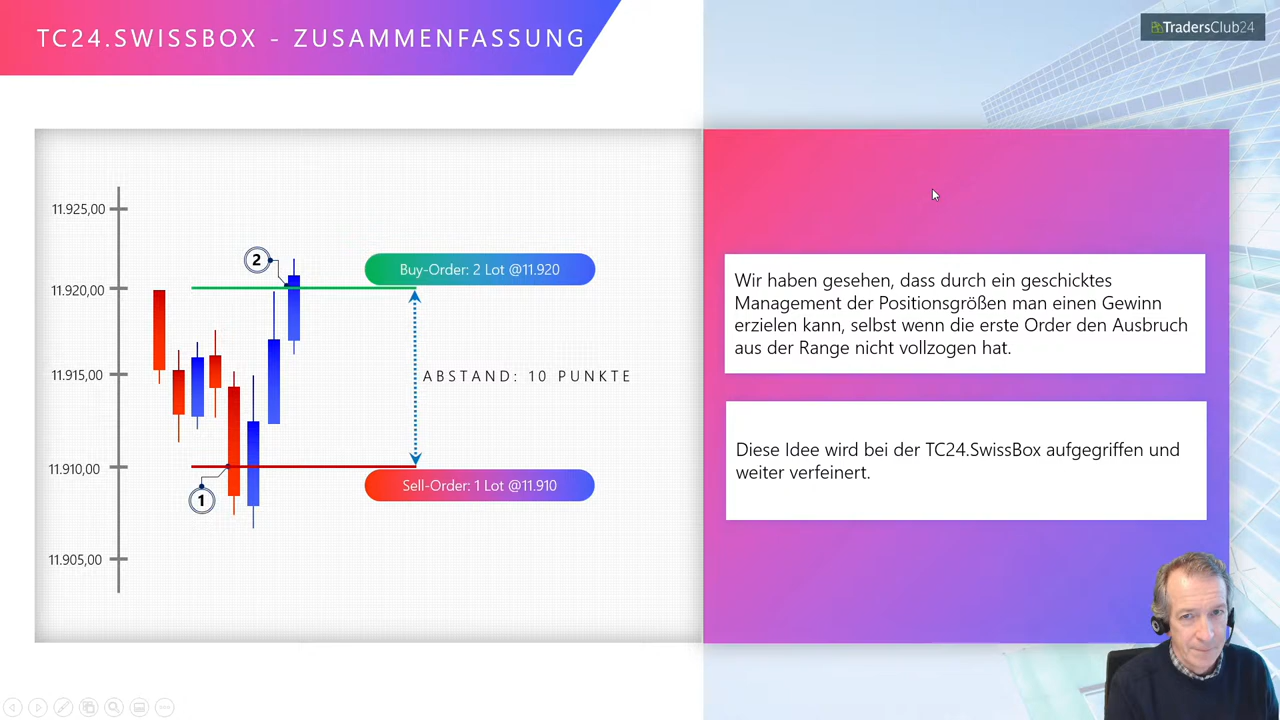 TC24.SWISSBOX - ZUSAMMENFASSUNG
TradersClub24
11.925,00
11.920,00
11.915,00
11.910,00
11.905,00
2
1
Buy-Order: 2 Lot @11.920
ABSTAND: 10 PUNKTE
Sell-Order: 1 Lot @11.910
Wir haben gesehen, dass durch ein geschicktes
Management der Positionsgrößen man einen Gewinn
erzielen kann, selbst wenn die erste Order den Ausbruch
aus der Range nicht vollzogen hat.
Diese Idee wird bei der TC24.SwissBox aufgegriffen und
weiter verfeinert.